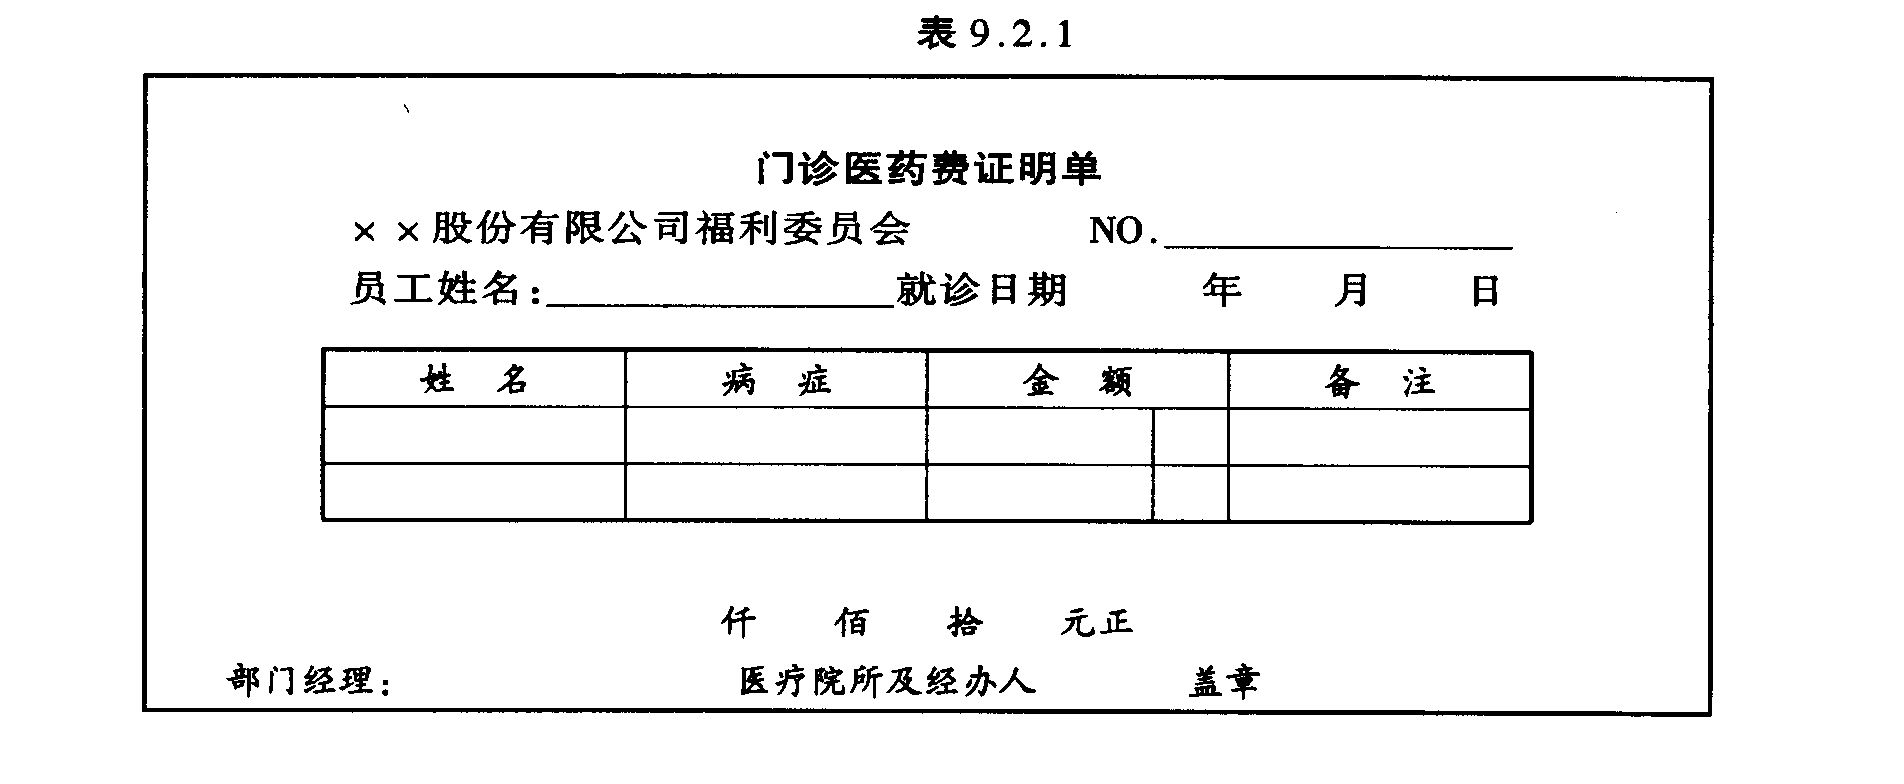 表9.2.1
门诊医药费证明单
××股份有限公司福利委员会 NO.
员工姓名: 就诊日期 年 月 日
姓 名 病 症 金 额 备 注
仟 佰 拾 元正
部门经理: 医疗院所及经办人 盖章